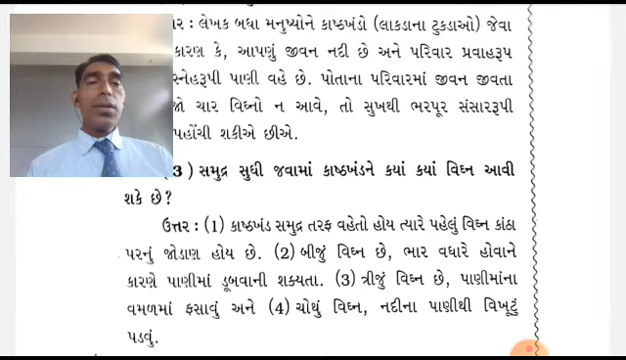 ર : લેખક બધા મનુષ્યોને કાષ્ઠખંડો (લાકડાના ટુકડાઓ) જેવા
કારણ કે, આપણું જીવન નદી છે અને પરિવાર પ્રવાહરૂપ
સ્નેહરૂપી પાણી વહે છે. પોતાના પરિવારમાં જીવન જીવતા
જો ચાર વિઘ્નો ન આવે, તો સુખથી ભરપૂર સંસારરૂપી
પહોંચી શકીએ છીએ.
3 ) સમુદ્ર સુધી જવામાં કાષ્ઠખંડને કયાં કયાં વિઘ્ન આવી
શકે છે?
ઉત્તર : (1) કાષ્ઠખંડ સમુદ્ર તરફ વહેતો હોય ત્યારે પહેલું વિઘ્ન કાંઠા
પરનું જોડાણ હોય છે. (2) બીજું વિઘ્ન છે, ભાર વધારે હોવાને
કારણે પાણીમાં ડૂબવાની શક્યતા. (3) ત્રીજું વિઘ્ન છે, પાણીમાંના
વમળમાં ફસાવું અને (4) ચોથું વિઘ્ન, નદીના પાણીથી વિખૂટું
પડવું.